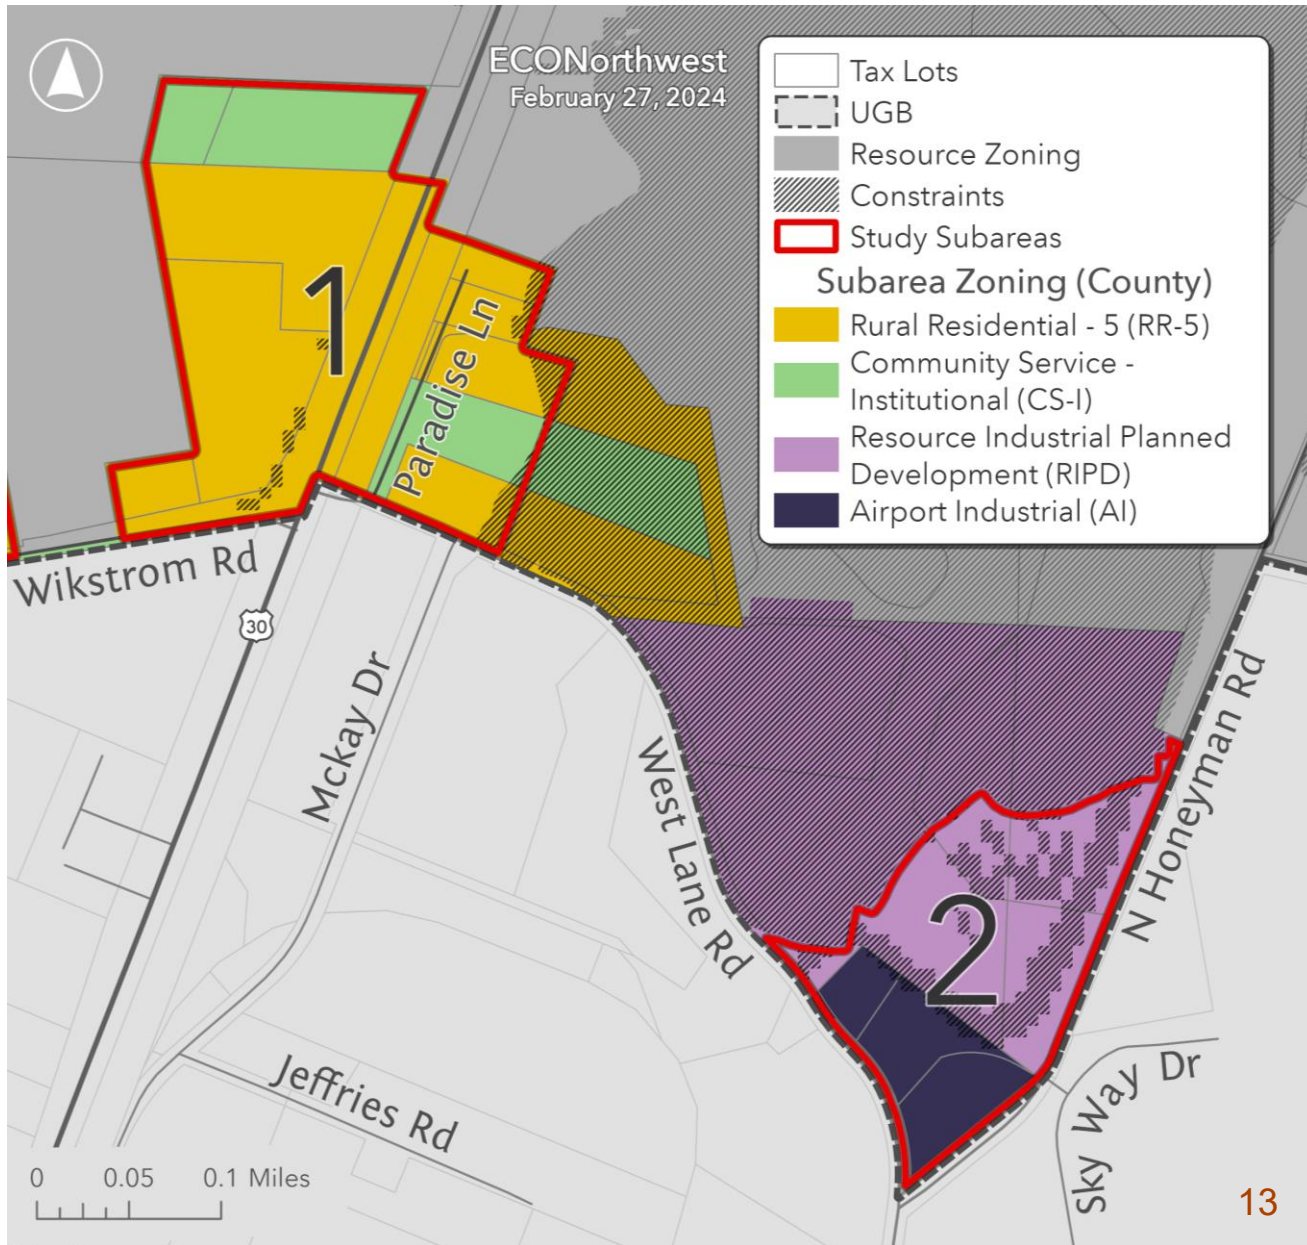 ECONorthwest
February 27, 2024
Tax Lots
UGB
Resource Zoning
Constraints
Study Subareas
Subarea Zoning (County)
Rural Residential - 5 (RR-5)
Community Service -
Institutional (CS-I)
Resource Industrial Planned
Development (RIPD)
Airport Industrial (AI)
1
Paradise Ln
Wikstrom Rd
30
Mckay Dr
West Lane Rd
N Honeyman Rd
2
Jeffries Rd
Sky Way Dr
0 0.05 0.1 Miles
13